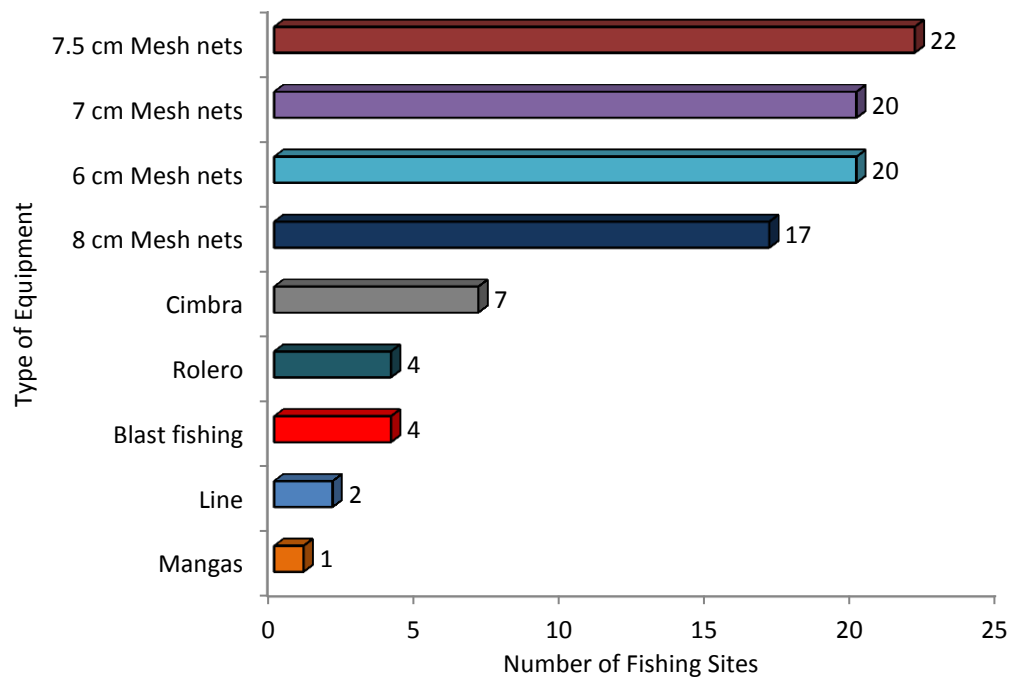 Type of Equipment
7.5 cm Mesh nets
22
7 cm Mesh nets
20
6 cm Mesh nets
20
8 cm Mesh nets
17
Cimbra
7
Rolero
4
Blast fishing
4
Line
2
Mangas
1
0 5 10 15 20 25
Number of Fishing Sites